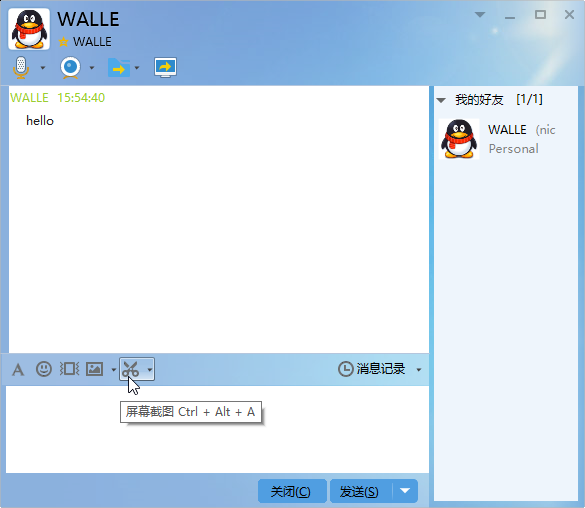 WALLE
WALLE
WALLE 15:54:40
hello
我的好友 [1/1]
WALLE (nic
Personal
A
消息记录
屏幕截图 Ctrl + Alt + A
关闭(C)
发送(S)